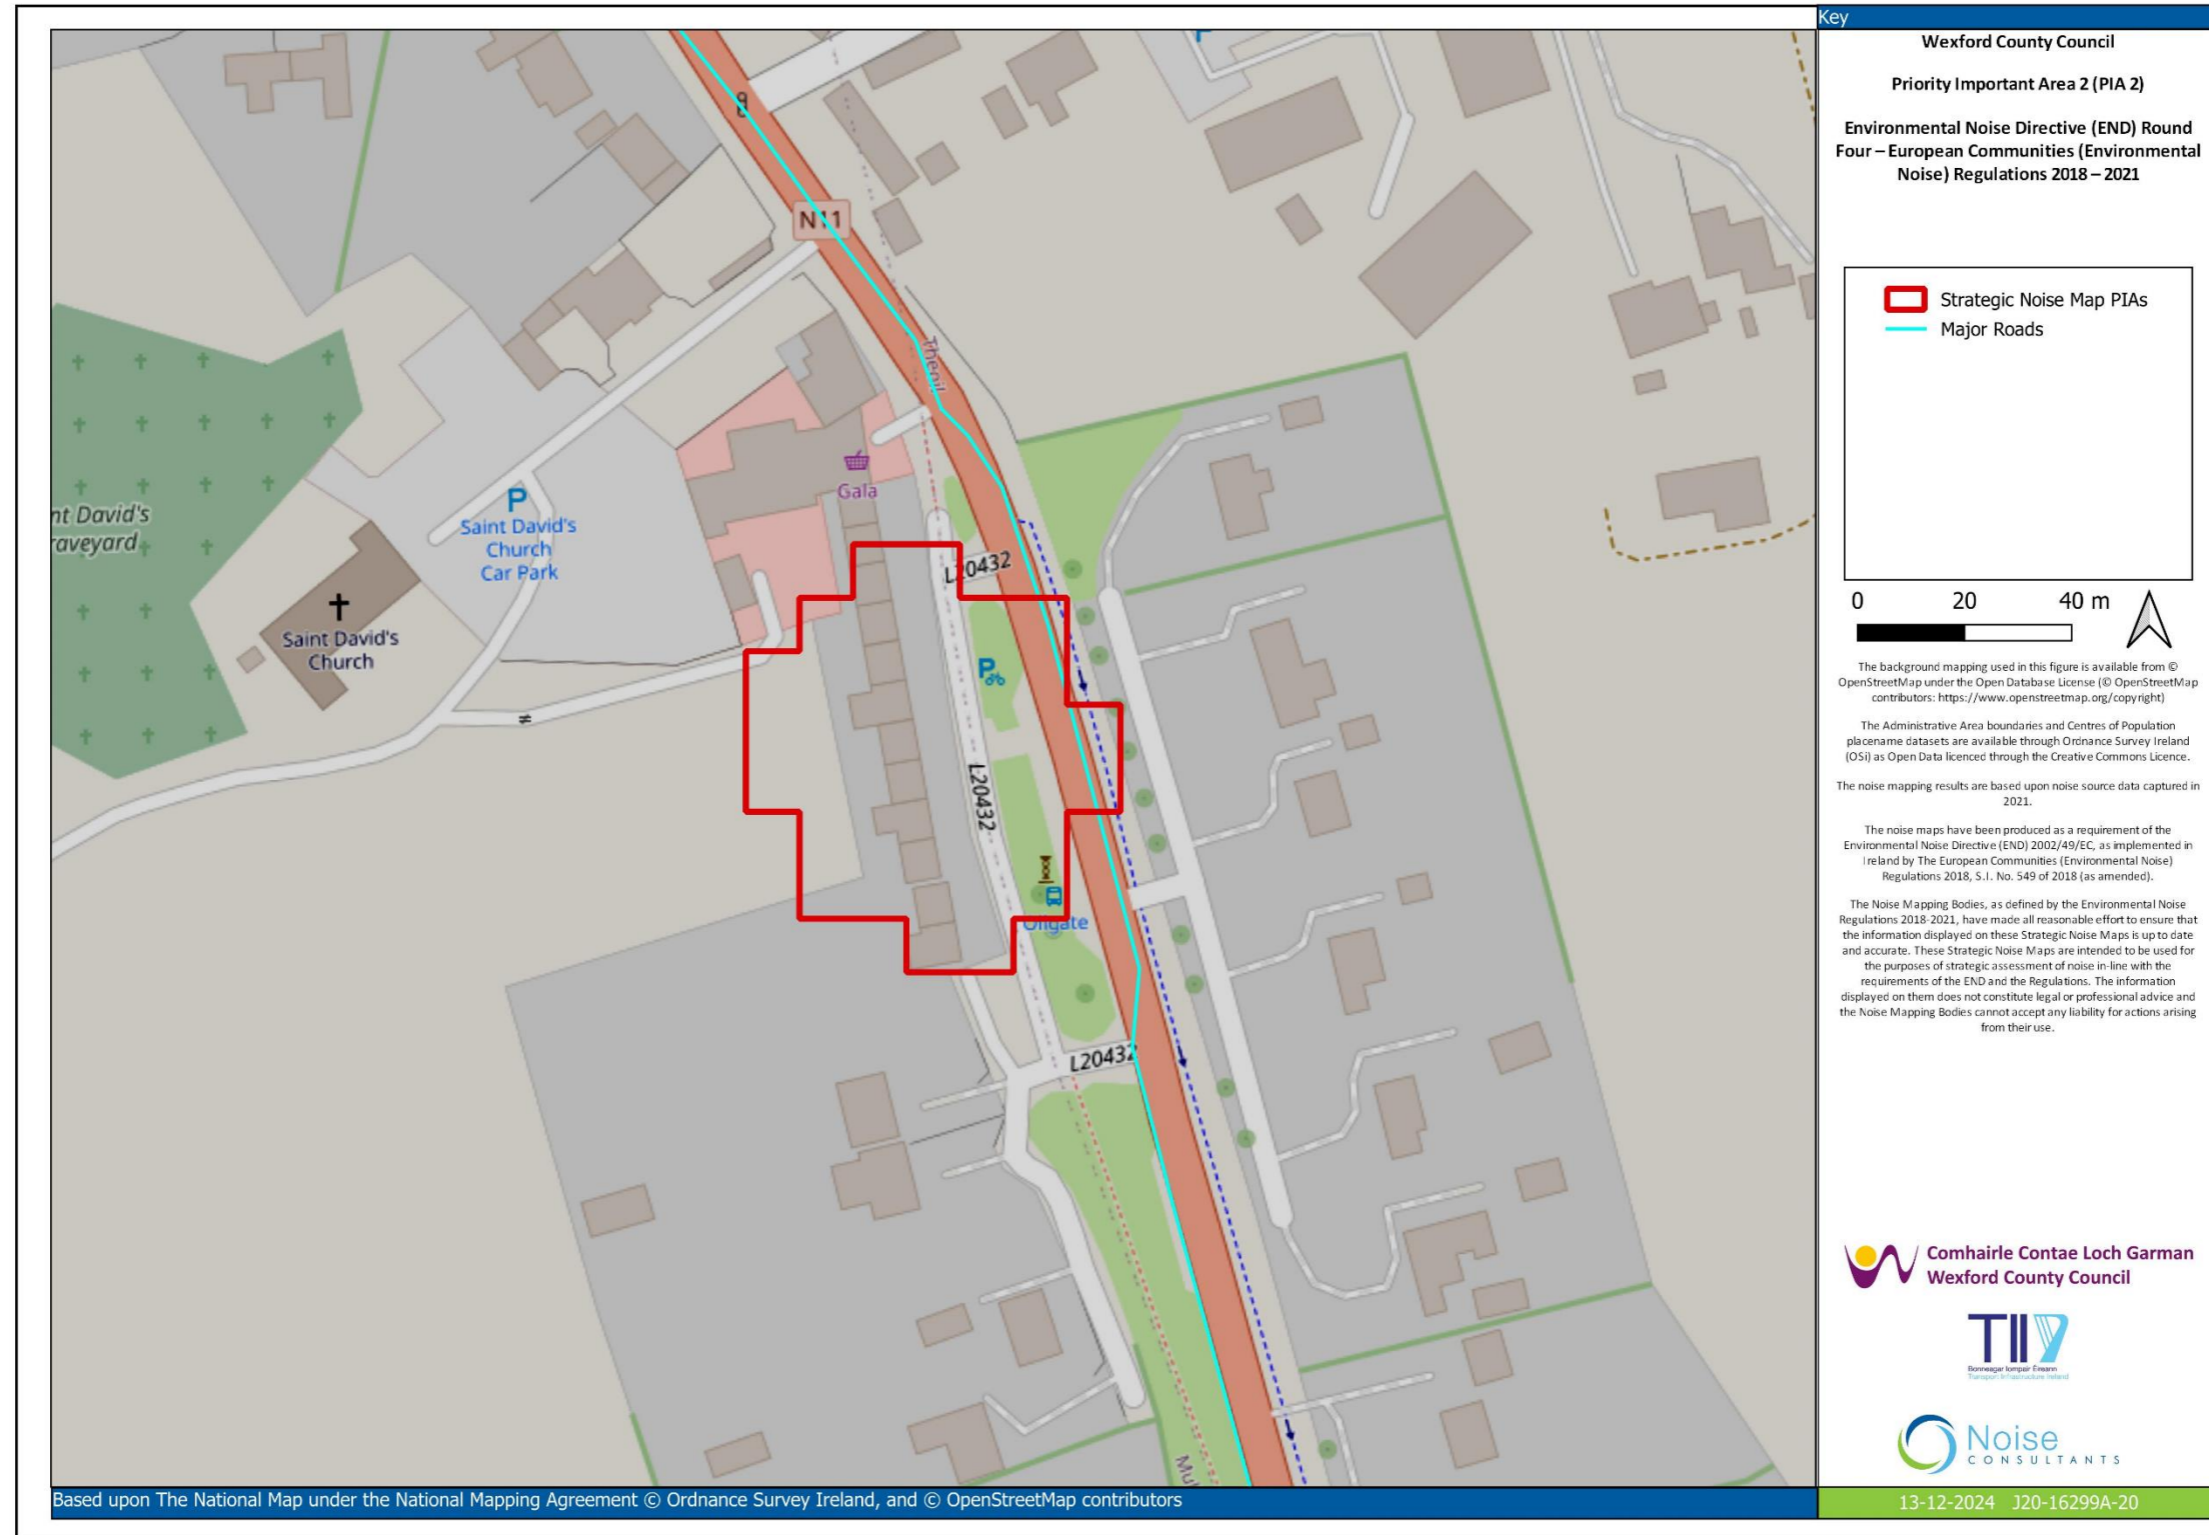 Key
Wexford County Council
Priority Important Area 2 (PIA 2)
Environmental Noise Directive (END) Round
Four – European Communities (Environmental
Noise) Regulations 2018 – 2021
Strategic Noise Map PIAs
Major Roads
0 20 40 m
The background mapping used in this figure is available from ©
OpenStreetMap under the Open Database License (© OpenStreetMap
contributors: https://www.openstreetmap.org/copyright)
The Administrative Area boundaries and Centres of Population
placename datasets are available through Ordnance Survey Ireland
(OSi) as Open Data licenced through the Creative Commons Licence.
The noise mapping results are based upon noise source data captured in
2021.
The noise maps have been produced as a requirement of the
Environmental Noise Directive (END) 2002/49/EC, as implemented in
Ireland by The European Communities (Environmental Noise)
Regulations 2018, S.I. No. 549 of 2018 (as amended).
The Noise Mapping Bodies, as defined by the Environmental Noise
Regulations 2018-2021, have made all reasonable effort to ensure that
the information displayed on these Strategic Noise Maps is up to date
and accurate. These Strategic Noise Maps are intended to be used for
the purposes of strategic assessment of noise in-line with the
requirements of the END and the Regulations. The information
displayed on them does not constitute legal or professional advice and
the Noise Mapping Bodies cannot accept any liability for actions arising
from their use.
Comhairle Contae Loch Garman
Wexford County Council
TII
Bonneagar Iompair Éireann
Transport Infrastructure Ireland
Noise
CONSULTANTS
13-12-2024 J20-16299A-20
P
N11
Gala
nt David's
raveyard
P
Saint David's
Church
Car Park
Saint David's
Church
L20432
P
L20432
Oilgate
L20432
Mu
Based upon The National Map under the National Mapping Agreement © Ordnance Survey Ireland, and © OpenStreetMap contributors